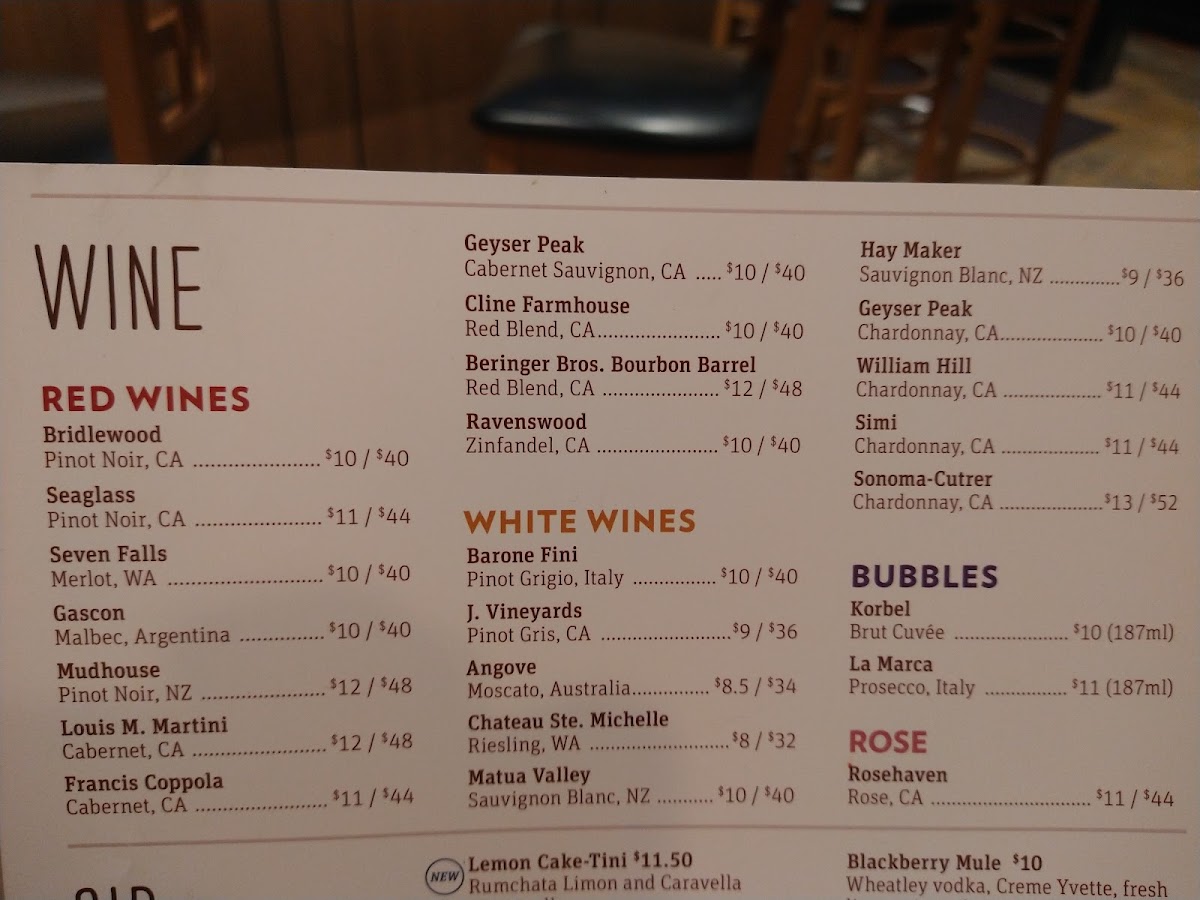 WINE
RED WINES
Bridlewood
Pinot Noir, CA ...................... $10 / $40
Seaglass
Pinot Noir, CA ...................... $11 / $44
Seven Falls
Merlot, WA ........................... $10 / $40
Gascon
Malbec, Argentina ............... $10 / $40
Mudhouse
Pinot Noir, NZ ..................... $12 / $48
Louis M. Martini
Cabernet, CA ....................... $12 / $48
Francis Coppola
Cabernet, CA ....................... $11 / $44
Geyser Peak
Cabernet Sauvignon, CA ..... $10 / $40
Cline Farmhouse
Red Blend, CA..................... $10 / $40
Beringer Bros. Bourbon Barrel
Red Blend, CA .................... $12 / $48
Ravenswood
Zinfandel, CA ..................... $10 / $40
WHITE WINES
Barone Fini
Pinot Grigio, Italy ............... $10 / $40
J. Vineyards
Pinot Gris, CA .......................$9 / $36
Angove
Moscato, Australia.............. $8.5 / $34
Chateau Ste. Michelle
Riesling, WA .........................$8 / $32
Matua Valley
Sauvignon Blanc, NZ .......... $10 / $40
Hay Maker
Sauvignon Blanc, NZ .............$9 / $36
Geyser Peak
Chardonnay, CA................... $10 / $40
William Hill
Chardonnay, CA .................. $11 / $44
Simi
Chardonnay, CA .................. $11 / $44
Sonoma-Cutrer
Chardonnay, CA ...................$13 / $52
BUBBLES
Korbel
Brut Cuvée ..................... $10 (187ml)
La Marca
Prosecco, Italy ............... $11 (187ml)
ROSE
Rosehaven
Rose, CA ............................. $11 / $44
NEW
Lemon Cake-Tini $11.50
Rumchata Limon and Caravella
Blackberry Mule $10
Wheatley vodka, Creme Yvette, fresh